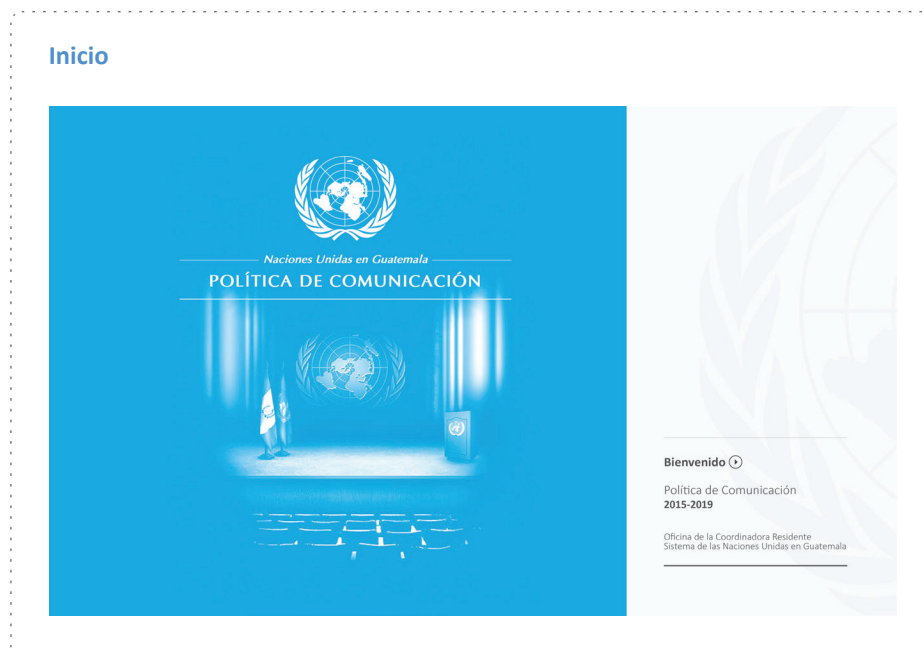 Inicio
Naciones Unidas en Guatemala
POLÍTICA DE COMUNICACIÓN
Bienvenido
Política de Comunicación
2015-2019
Oficina de la Coordinadora Residente
Sistema de las Naciones Unidas en Guatemala